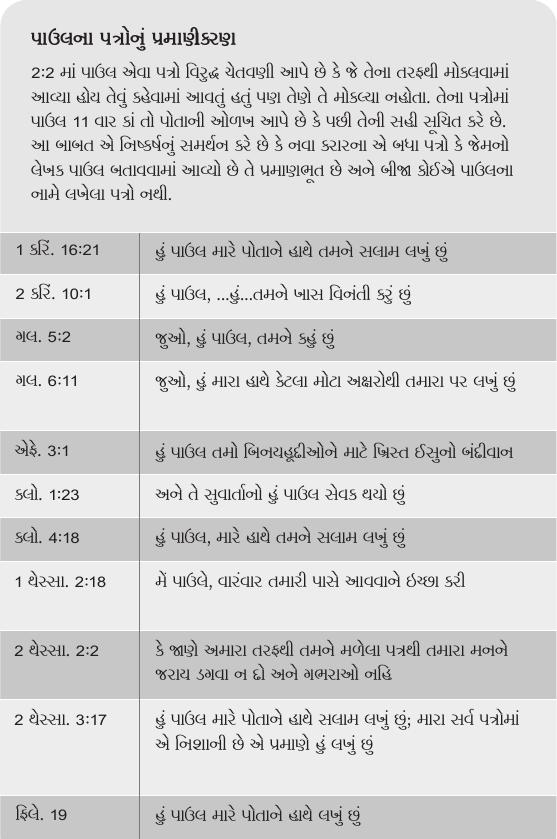 પાઉલના પત્રોનું પ્રમાણીકરણ
2:2 માં પાઉલ એવા પત્રો વિરુદ્ધ ચેતવણી આપે છે કે જે તેના તરફથી મોકલવામાં
આવ્યા હોય તેવું કહેવામાં આવતું હતું પણ તેણે તે મોકલ્યા નહોતા. તેના પત્રોમાં
પાઉલ 11 વાર કાં તો પોતાની ઓળખ આપે છે કે પછી તેની સહી સૂચિત કરે છે.
આ બાબત એ નિષ્કર્ષનું સમર્થન કરે છે કે નવા કરારના એ બધા પત્રો કે જેમનો
લેખક પાઉલ બતાવવામાં આવ્યો છે તે પ્રમાણભૂત છે અને બીજા કોઈએ પાઉલના
નામે લખેલા પત્રો નથી.
1 કરિં. 16:21 હું પાઉલ મારે પોતાને હાથે તમને સલામ લખું છું
2 કરિં. 10:1 હું પાઉલ, ...હું...તમને ખાસ વિનંતી કરું છું
ગલ. 5:2 જુઓ, હું પાઉલ, તમને કહું છું
ગલ. 6:11 જુઓ, હું મારા હાથે કેટલા મોટા અક્ષરોથી તમારા પર લખું છું
એફે. 3:1 હું પાઉલ તમો બિનયહૂદીઓને માટે ખ્રિસ્ત ઈસુનો બંદીવાન
કલો. 1:23 અને તે સુવાર્તાનો હું પાઉલ સેવક થયો છું
કલો. 4:18 હું પાઉલ, મારે હાથે તમને સલામ લખું છું
1 થેસ્સા. 2:18 મેં પાઉલે, વારંવાર તમારી પાસે આવવાને ઇચ્છા કરી
2 થેસ્સા. 2:2 કે જાણે અમારા તરફથી તમને મળેલા પત્રથી તમારા મનને
જરાય ડગવા ન દો અને ગભરાઓ નહિ
2 થેસ્સા. 3:17 હું પાઉલ મારે પોતાને હાથે સલામ લખું છું; મારા સર્વ પત્રોમાં
એ નિશાની છે એ પ્રમાણે હું લખું છું
ફિલે. 19 હું પાઉલ મારે પોતાને હાથે લખું છું